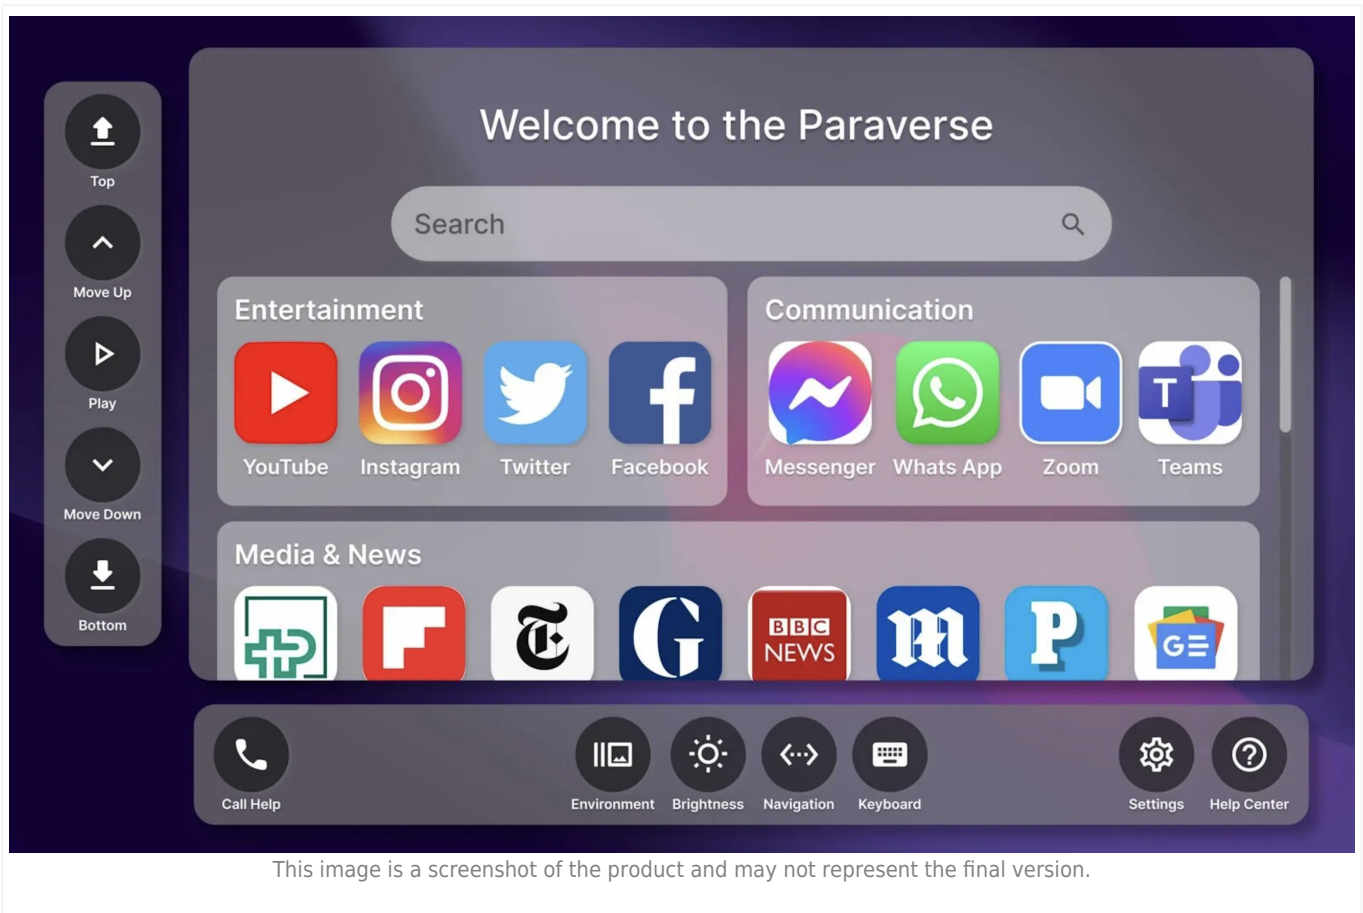 Welcome to the Paraverse
Top
Move Up
Play
Move Down
Bottom
Search
Entertainment
YouTube Instagram Twitter Facebook
Communication
T
Messenger Whats App Zoom Teams
Media & News
G
BBC
NEWS
P
GE
Call Help
Environment Brightness Navigation Keyboard
Settings Help Center
This image is a screenshot of the product and may not represent the final version.